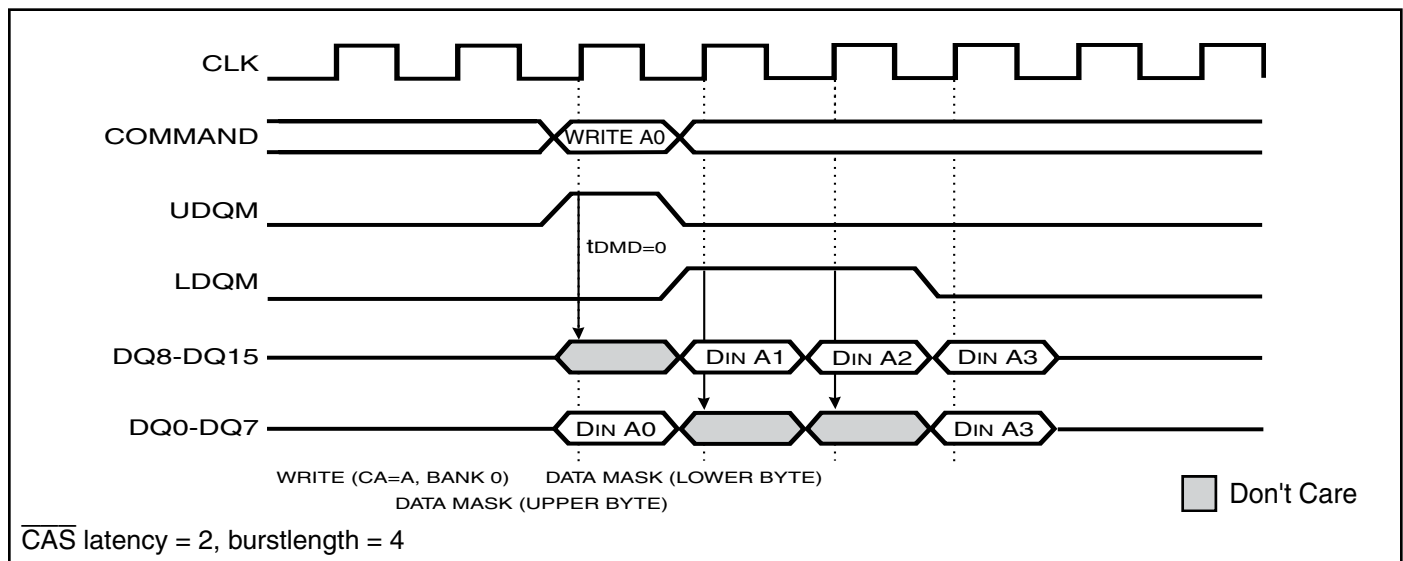 CLK
COMMAND WRITE A0
UDQM
tDMD=0
LDQM
DQ8-DQ15 DIN A1 DIN A2 DIN A3
DQ0-DQ7 DIN A0 DIN A3
WRITE (CA=A, BANK 0) DATA MASK (LOWER BYTE)
DATA MASK (UPPER BYTE)
Don't Care
CAS latency = 2, burstlength = 4